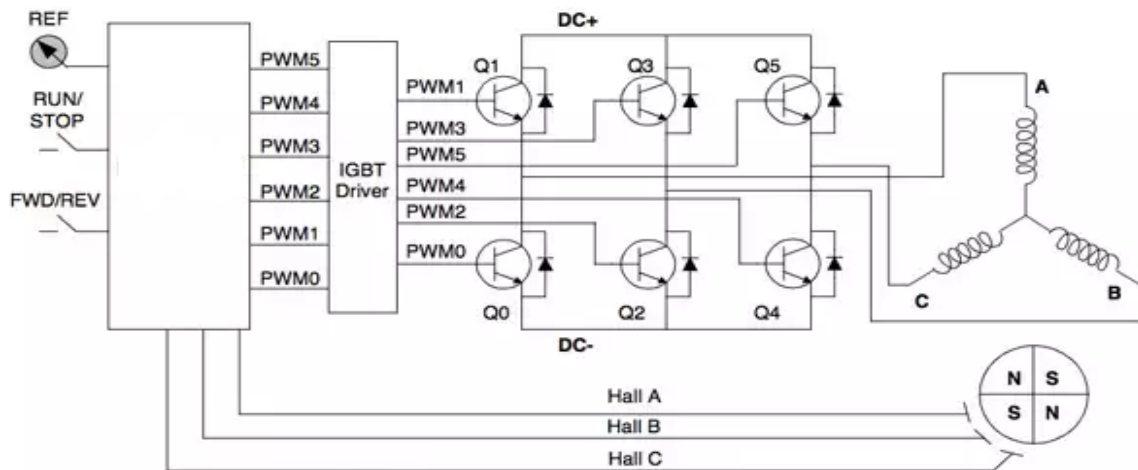 REF
RUN/
STOP
FWD/REV
PWM5
PWM4
PWM3
PWM2
PWM1
PWM0
IGBT
Driver
PWM1
PWM3
PWM5
PWM4
PWM2
PWM0
DC+
Q1
Q3
Q5
Q0
Q2
Q4
DC-
A
C
B
N S
S N
Hall A
Hall B
Hall C